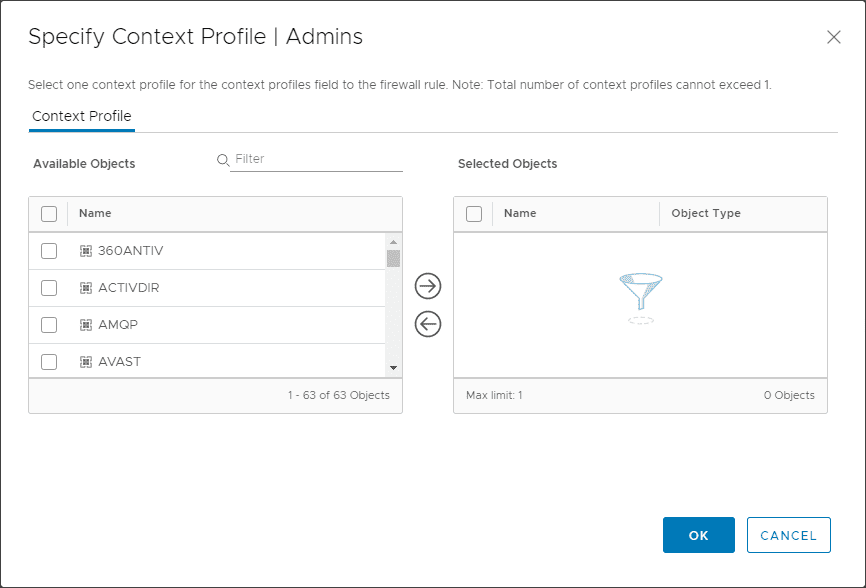 Specify Context Profile | Admins
Select one context profile for the context profiles field to the firewall rule. Note: Total number of context profiles cannot exceed 1.
Context Profile
Available Objects
Filter
Name
360ANTIV
ACTIVDIR
AMQP
AVAST
1 - 63 of 63 Objects
Selected Objects
Name Object Type
Max limit: 1 0 Objects
OK CANCEL